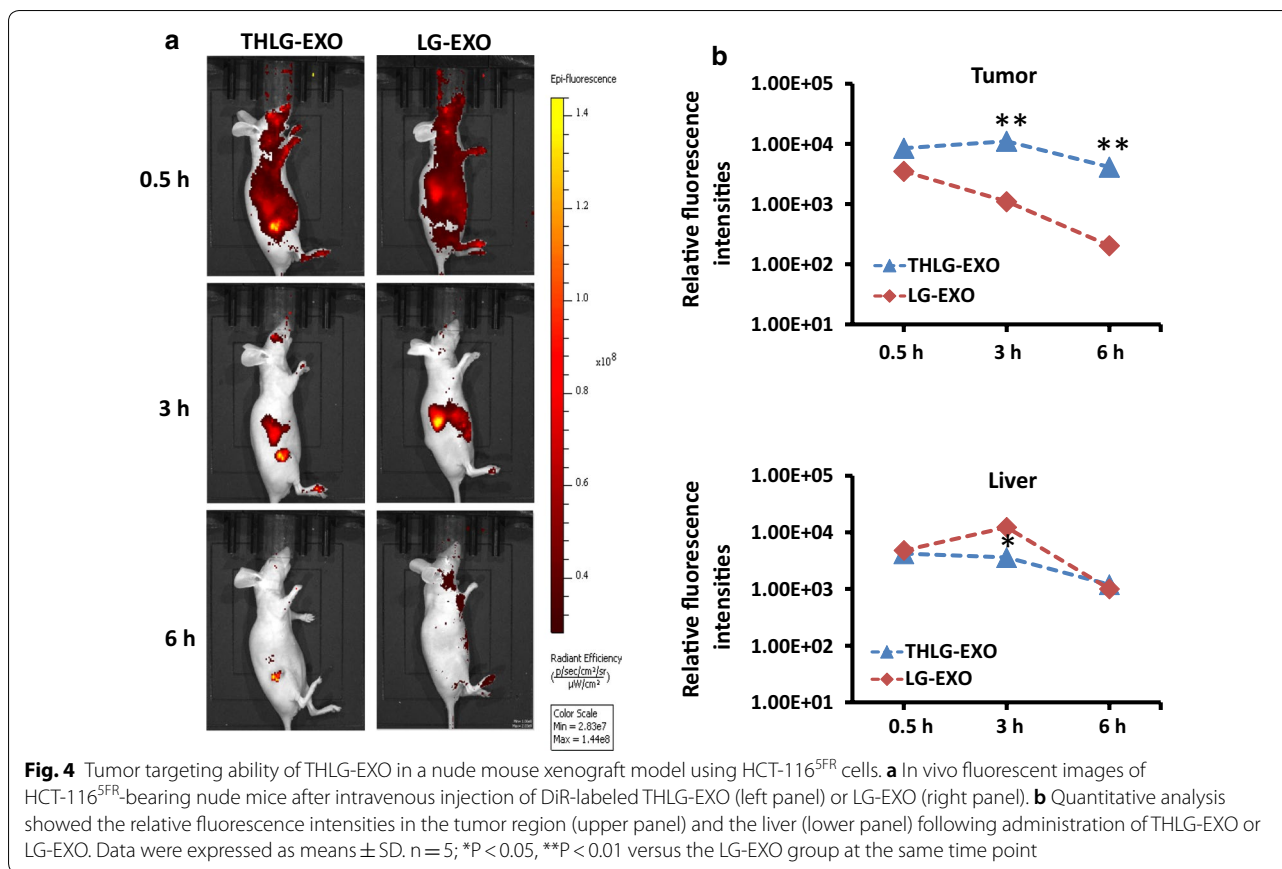 a
THLG-EXO LG-EXO
0.5 h
3 h
6 h
Epi-fluorescence
1.4
1.2
1.0
x10⁸
0.8
0.6
0.4
Radiant Efficiency
(p/sec/cm²/sr / µW/cm²)
Color Scale
Min = 2.83e7
Max = 1.44e8
b
Tumor
Relative fluorescence
intensities
1.00E+05
1.00E+04
1.00E+03
1.00E+02
1.00E+01
**
**
THLG-EXO
LG-EXO
0.5 h 3 h 6 h
Liver
Relative fluorescence
intensities
1.00E+05
1.00E+04
1.00E+03
1.00E+02
1.00E+01
*
THLG-EXO
LG-EXO
0.5 h 3 h 6 h
Fig. 4 Tumor targeting ability of THLG-EXO in a nude mouse xenograft model using HCT-116⁵ᶠᴿ cells. a In vivo fluorescent images of
HCT-116⁵ᶠᴿ-bearing nude mice after intravenous injection of DiR-labeled THLG-EXO (left panel) or LG-EXO (right panel). b Quantitative analysis
showed the relative fluorescence intensities in the tumor region (upper panel) and the liver (lower panel) following administration of THLG-EXO or
LG-EXO. Data were expressed as means ± SD. n = 5; *P < 0.05, **P < 0.01 versus the LG-EXO group at the same time point